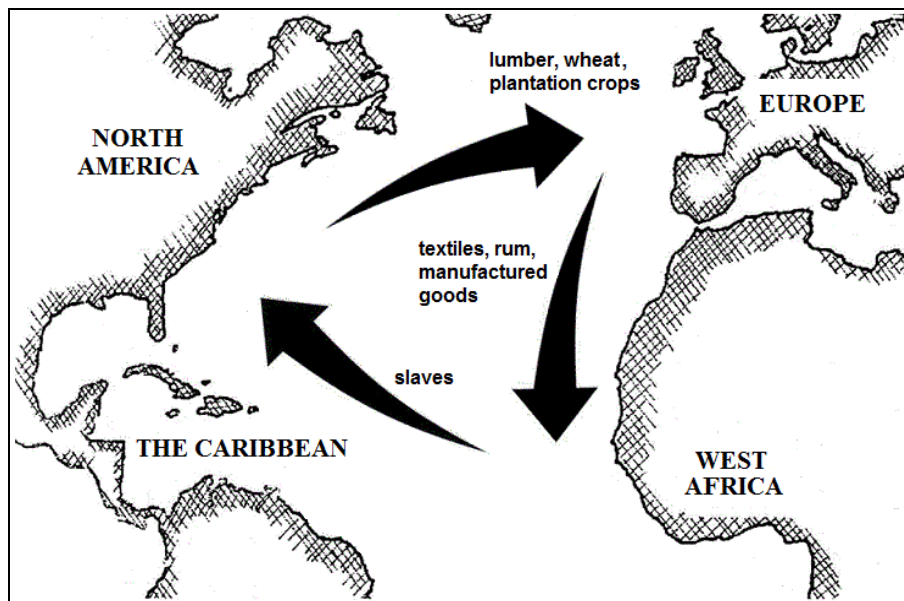 lumber, wheat,
plantation crops
EUROPE
NORTH
AMERICA
textiles, rum,
manufactured
goods
slaves
THE CARIBBEAN
WEST
AFRICA